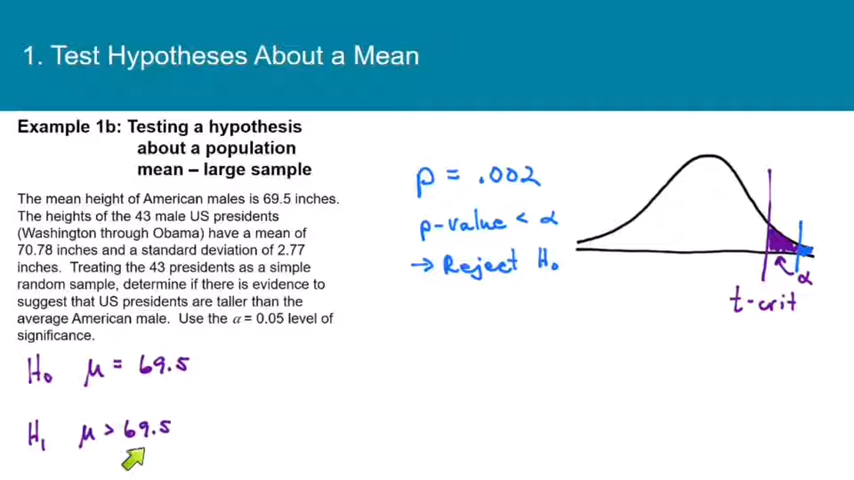 1. Test Hypotheses About a Mean
Example 1b: Testing a hypothesis
about a population
mean – large sample
The mean height of American males is 69.5 inches.
The heights of the 43 male US presidents
(Washington through Obama) have a mean of
70.78 inches and a standard deviation of 2.77
inches. Treating the 43 presidents as a simple
random sample, determine if there is evidence to
suggest that US presidents are taller than the
average American male. Use the α = 0.05 level of
significance.
H₀ μ = 69.5
H₁ μ > 69.5
p = .002
p-value < α
→ Reject H₀
α
t-crit